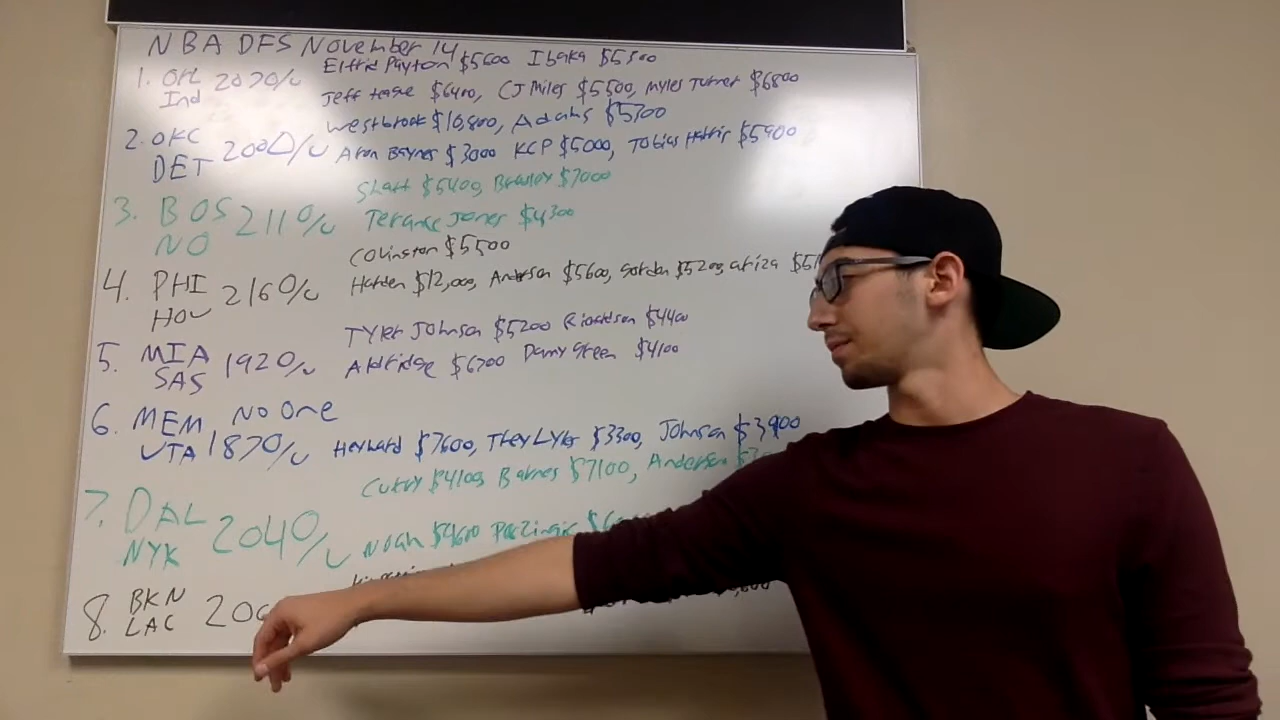 NBA DFS November 14
Elfrid Payton $5600 Ibaka $5500
1. ORL 207 O/U
Ind
Jeff Teague $6400, CJ Miles $5500, Myles Turner $6800
Westbrook $10,800, Adams $5700
2. OKC 200 O/U
DET
Aron Baynes $3000 KCP $5000, Tobias Harris $5900
Smart $5400, Bradley $7000
3. BOS 211 O/U
NO
Terance Jones $4300
Covington $5500
4. PHI 216 O/U
HOU
Harden $12,000, Anderson $5600, Gordon $5200, ariza
Tyler Johnson $5200 Richardson $4400
5. MIA 192 O/U
SAS
Aldridge $6700 Danny Green $4100
6. MEM No One
UTA 187 O/U Hayward $7600, Trey Lyles $3300, Johnson $3900
Curry $4100, Barnes $7100, Anderson
7. DAL 204 O/U
NYK
Noah $4600 Porzingis
8. BKN
LAC